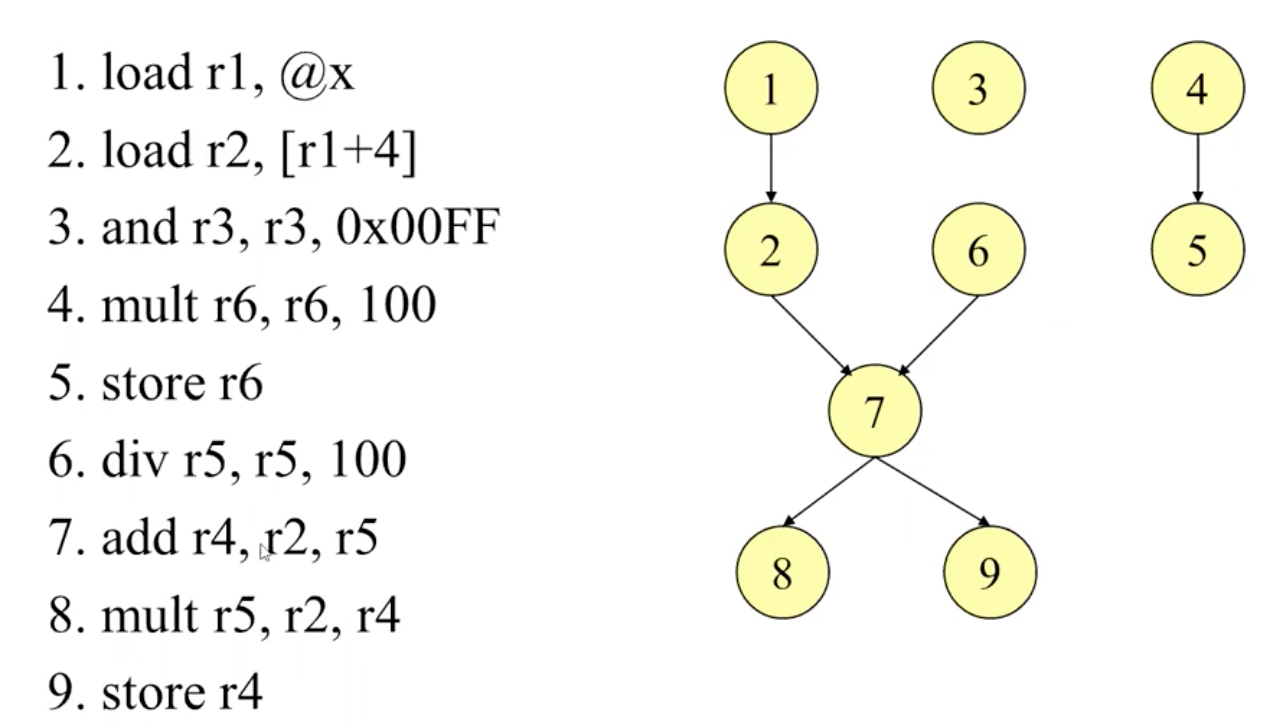 1. load r1, @x
2. load r2, [r1+4]
3. and r3, r3, 0x00FF
4. mult r6, r6, 100
5. store r6
6. div r5, r5, 100
7. add r4, r2, r5
8. mult r5, r2, r4
9. store r4
1 3 4
2 6 5
7
8 9